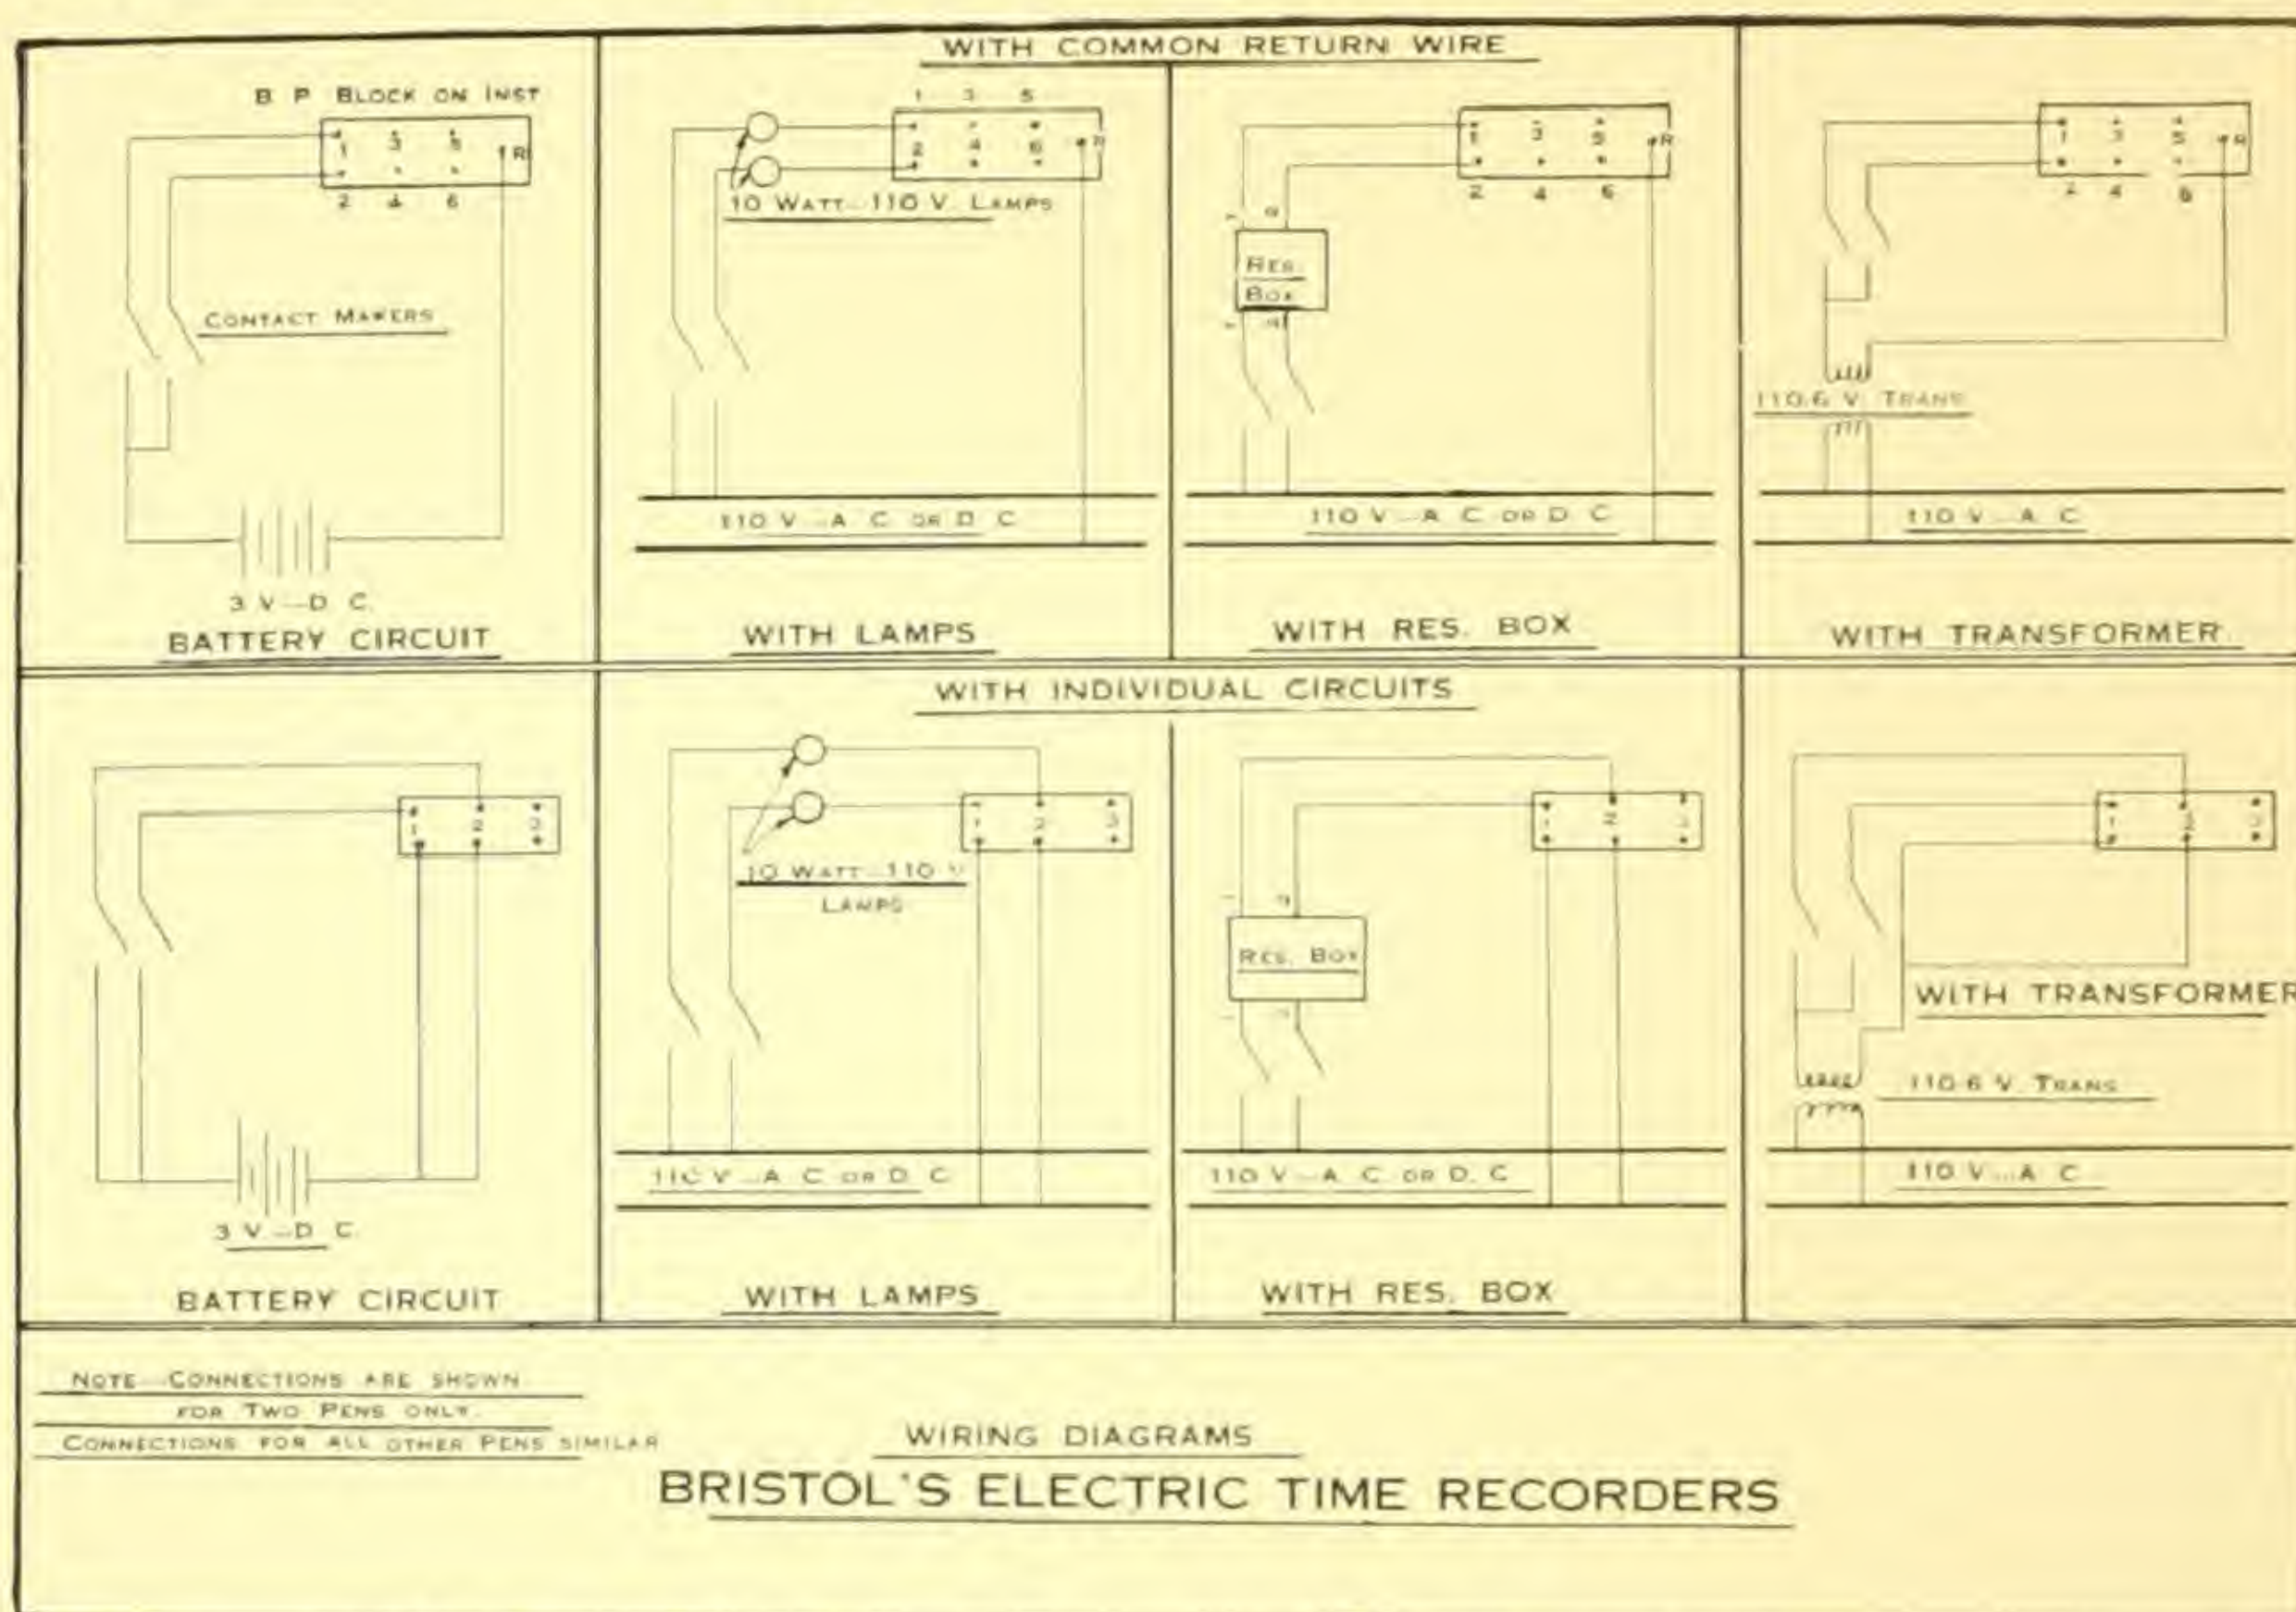 WITH COMMON RETURN WIRE
B P BLOCK ON INST
1 3 5
R
2 4 6
CONTACT MAKERS
3 V--D C.
BATTERY CIRCUIT
1 3 5
2 4 6 R
10 WATT--110 V. LAMPS
110 V--A C OR D C
WITH LAMPS
1 3 5 R
2 4 6
RES.
BOX
110 V--A C OR D C
WITH RES. BOX
1 3 5 R
2 4 6
110-6 V. TRANS
110 V--A C
WITH TRANSFORMER
WITH INDIVIDUAL CIRCUITS
1 2 3
3 V--D C.
BATTERY CIRCUIT
1 2 3
10 WATT--110 V
LAMPS
110 V--A C OR D C
WITH LAMPS
1 2
RES. BOX
110 V--A C OR D. C
WITH RES. BOX
1 2 3
WITH TRANSFORMER
110-6 V. TRANS
110 V--A C
NOTE--CONNECTIONS ARE SHOWN
FOR TWO PENS ONLY.
CONNECTIONS FOR ALL OTHER PENS SIMILAR
WIRING DIAGRAMS
BRISTOL'S ELECTRIC TIME RECORDERS